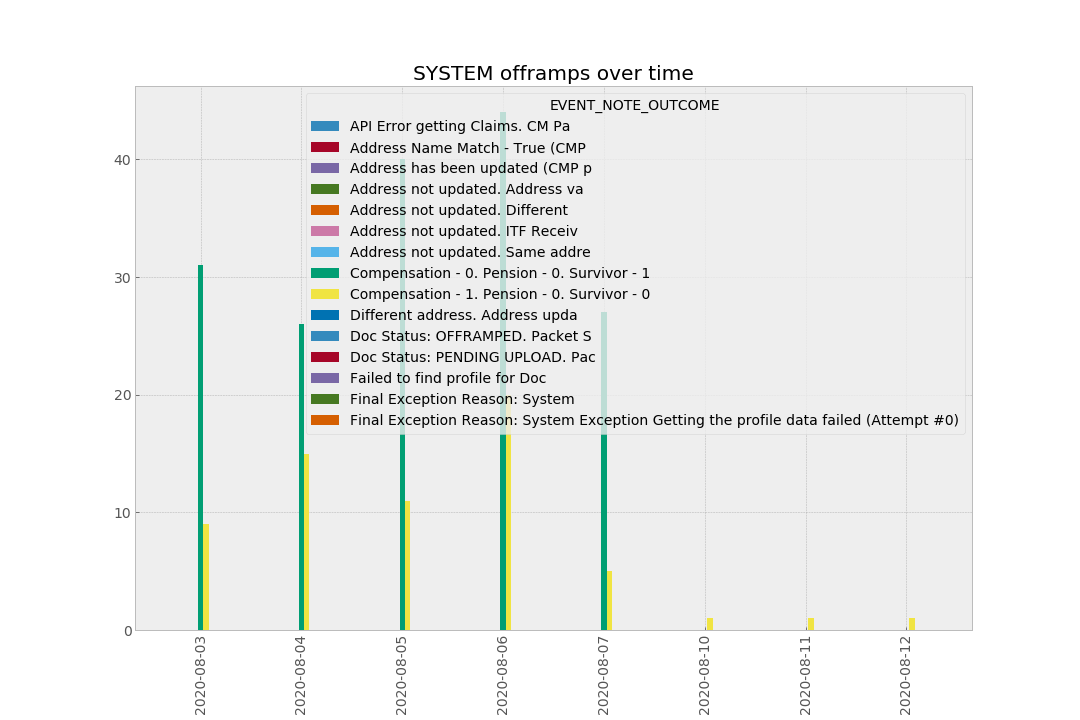 SYSTEM offramps over time
EVENT_NOTE_OUTCOME
API Error getting Claims. CM Pa
Address Name Match - True (CMP
Address has been updated (CMP p
Address not updated. Address va
Address not updated. Different
Address not updated. ITF Receiv
Address not updated. Same addre
Compensation - 0. Pension - 0. Survivor - 1
Compensation - 1. Pension - 0. Survivor - 0
Different address. Address upda
Doc Status: OFFRAMPED. Packet S
Doc Status: PENDING UPLOAD. Pac
Failed to find profile for Doc
Final Exception Reason: System
Final Exception Reason: System Exception Getting the profile data failed (Attempt #0)
40
30
20
10
0
2020-08-03
2020-08-04
2020-08-05
2020-08-06
2020-08-07
2020-08-10
2020-08-11
2020-08-12